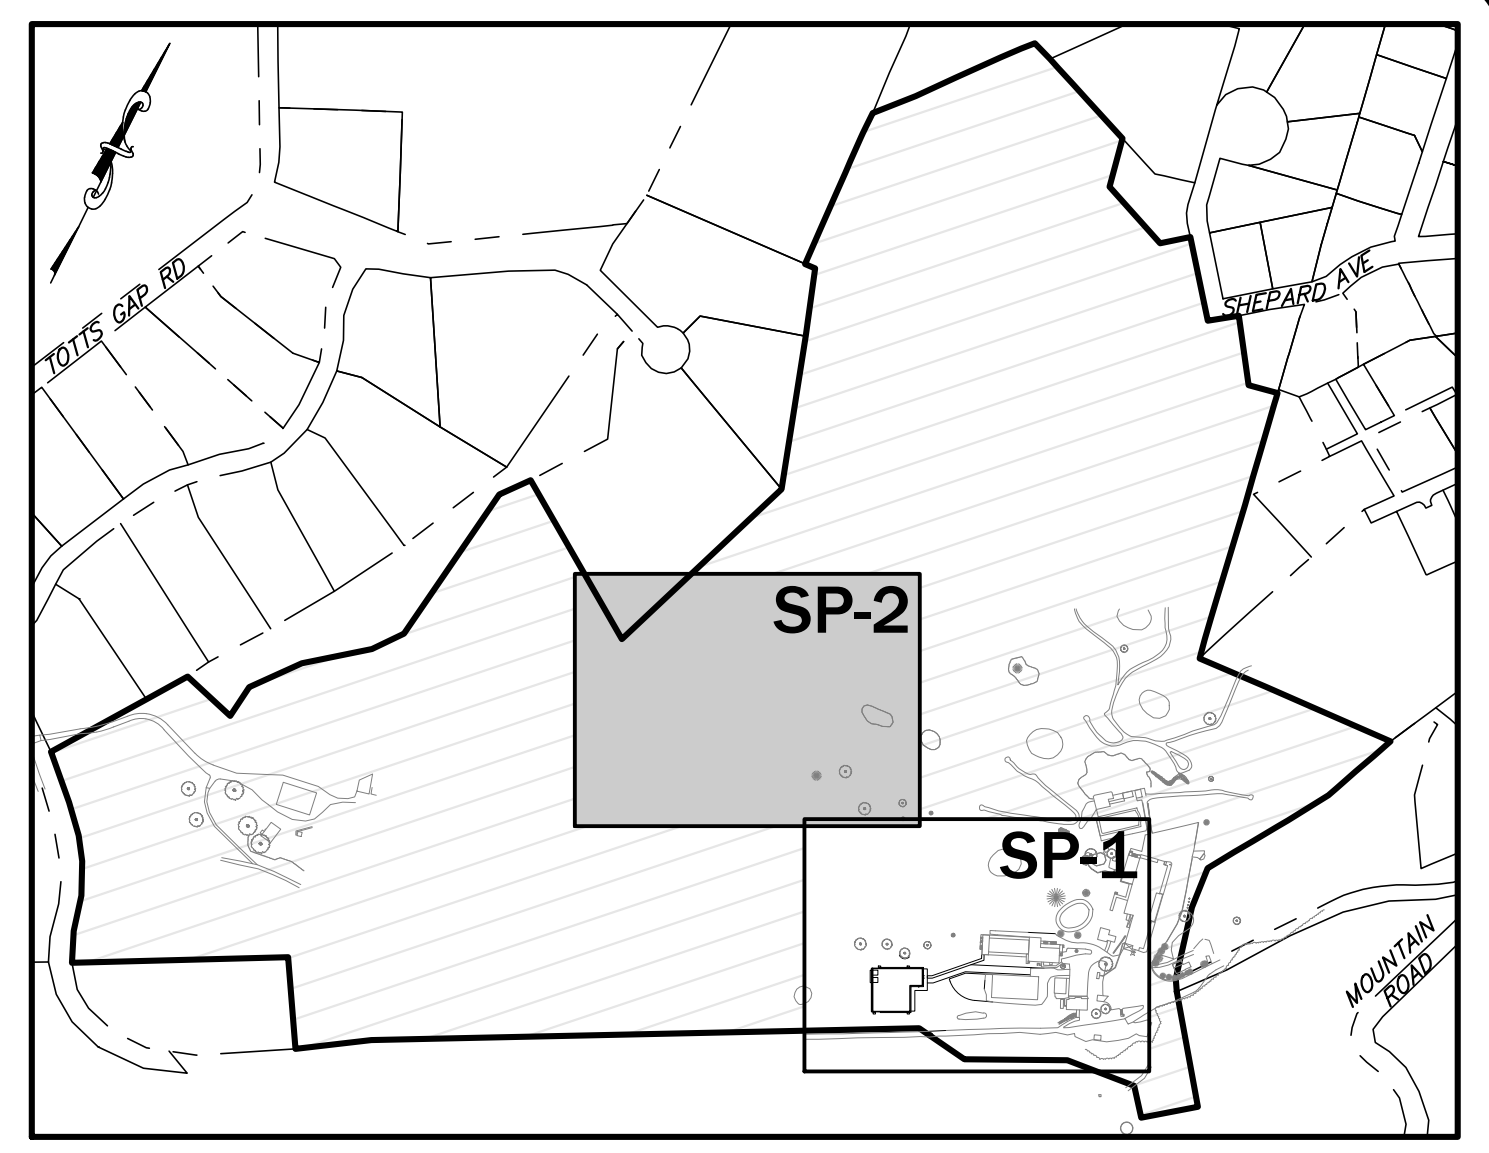 TOTTS GAP RD
SHEPARD AVE
SP-2
SP-1
MOUNTAIN
ROAD